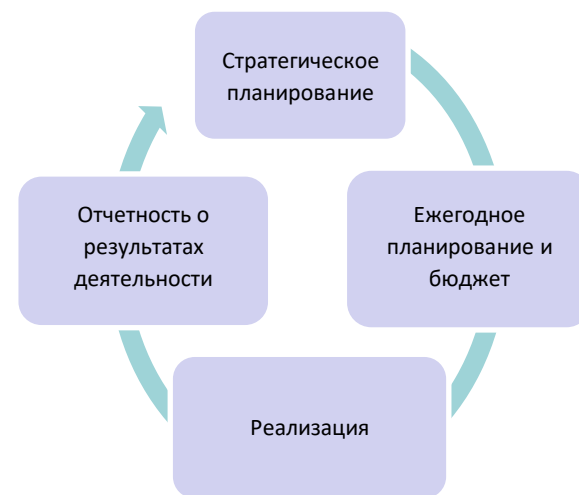 Стратегическое
планирование
Ежегодное
планирование и
бюджет
Реализация
Отчетность о
результатах
деятельности